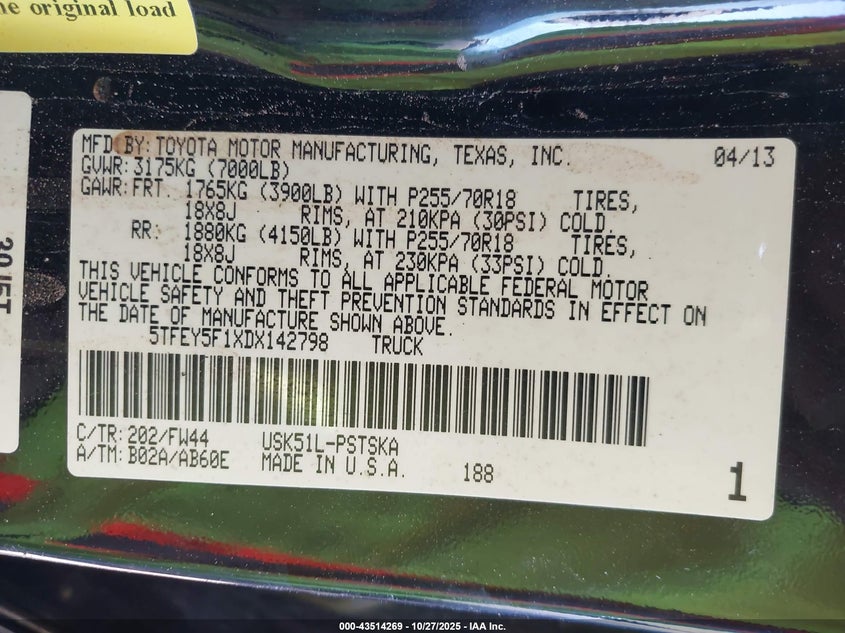 he original load
MFD BY: TOYOTA MOTOR MANUFACTURING, TEXAS, INC. 04/13
GVWR: 3175KG (7000LB)
GAWR: FRT 1765KG (3900LB) WITH P255/70R18 TIRES,
18X8J RIMS, AT 210KPA (30PSI) COLD.
RR: 1880KG (4150LB) WITH P255/70R18 TIRES,
18X8J RIMS, AT 230KPA (33PSI) COLD.
THIS VEHICLE CONFORMS TO ALL APPLICABLE FEDERAL MOTOR
VEHICLE SAFETY AND THEFT PREVENTION STANDARDS IN EFFECT ON
THE DATE OF MANUFACTURE SHOWN ABOVE.
5TFEY5F1XDX142798 TRUCK
C/TR: 202/FW44 USK51L-PSTSKA
A/TM: B02A/AB60E MADE IN U.S.A. 188
1
000-43514269 - 10/27/2025 - IAA Inc.